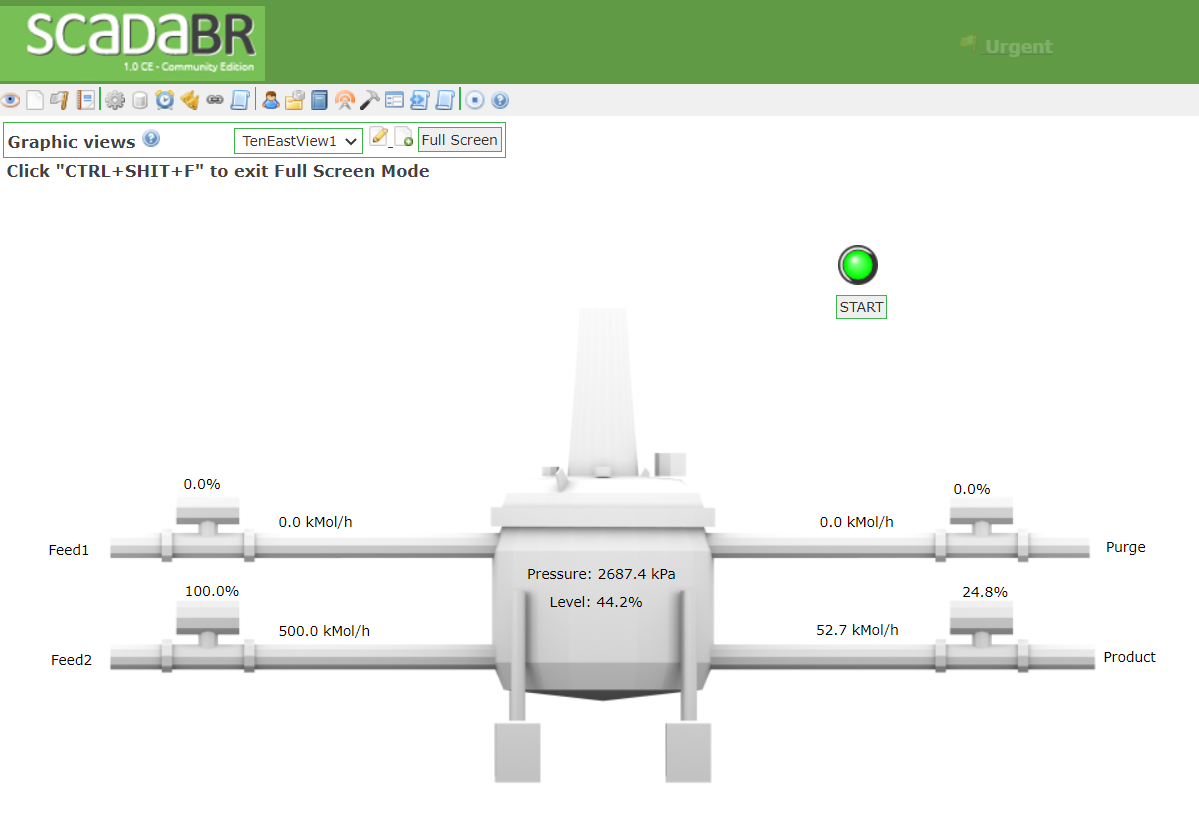 SCADABR
1.0 CE - Community Edition
Urgent
Graphic views
TenEastView1
Full Screen
Click "CTRL+SHIT+F" to exit Full Screen Mode
START
0.0%
0.0%
0.0 kMol/h
0.0 kMol/h
Feed1
Purge
Pressure: 2687.4 kPa
Level: 44.2%
100.0%
24.8%
500.0 kMol/h
52.7 kMol/h
Feed2
Product